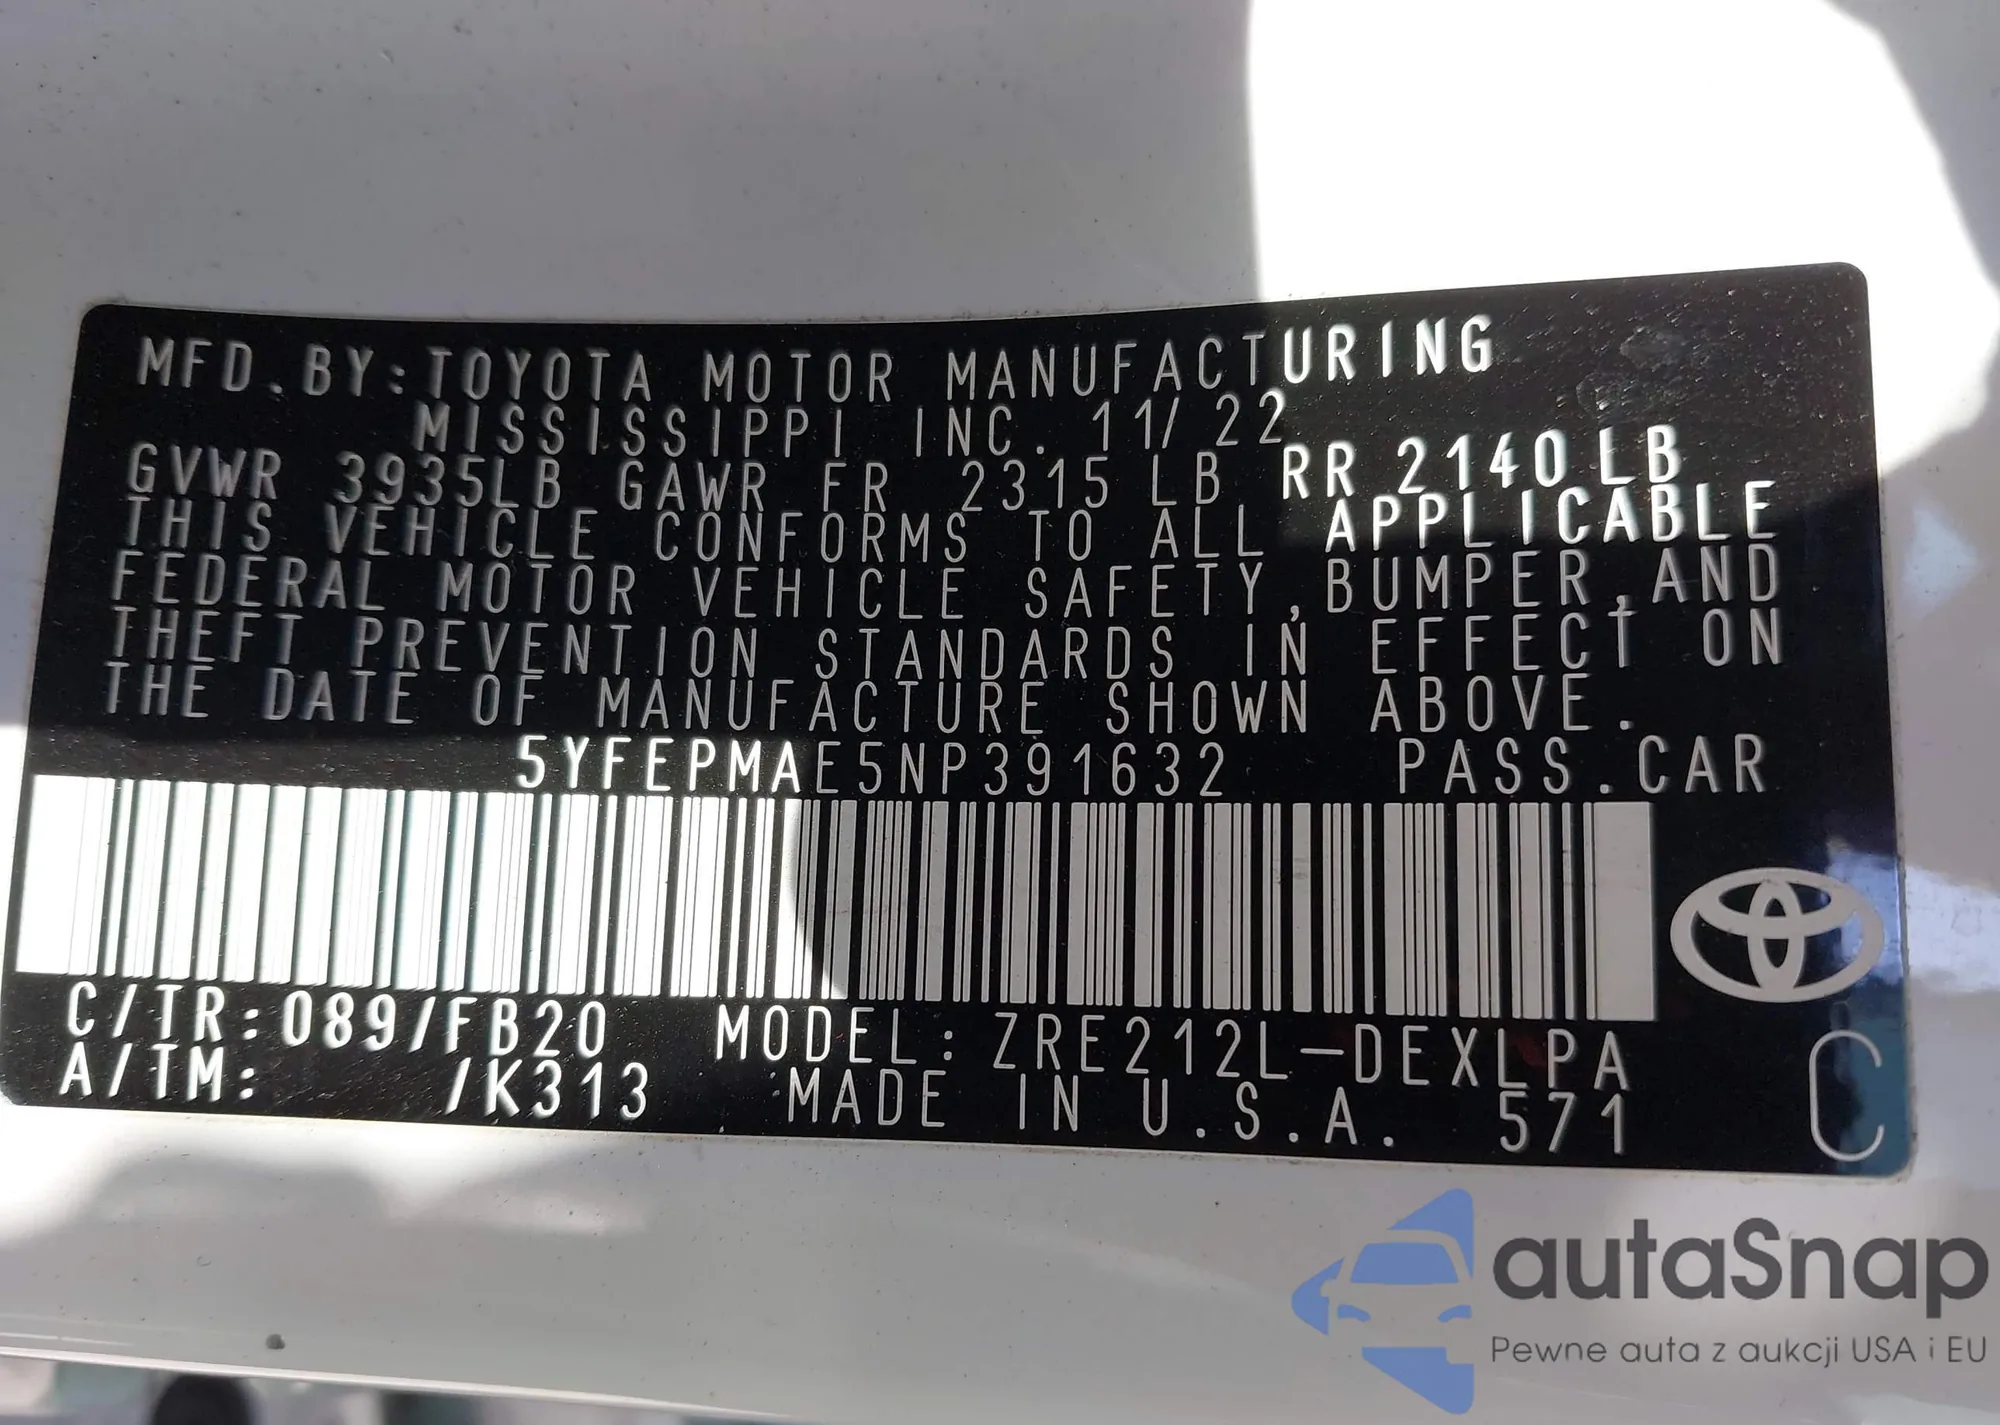 MFD.BY:TOYOTA MOTOR MANUFACTURING
MISSISSIPPI INC. 11/22
GVWR 3935LB GAWR FR 2315 LB RR 2140 LB
THIS VEHICLE CONFORMS TO ALL APPLICABLE
FEDERAL MOTOR VEHICLE SAFETY,BUMPER,AND
THEFT PREVENTION STANDARDS IN EFFECT ON
THE DATE OF MANUFACTURE SHOWN ABOVE.
5YFEPMAE5NP391632 PASS.CAR
C/TR:089/FB20 MODEL:ZRE212L-DEXLPA
A/TM: /K313 MADE IN U.S.A. 571
C
autaSnap
Pewne auta z aukcji USA i EU